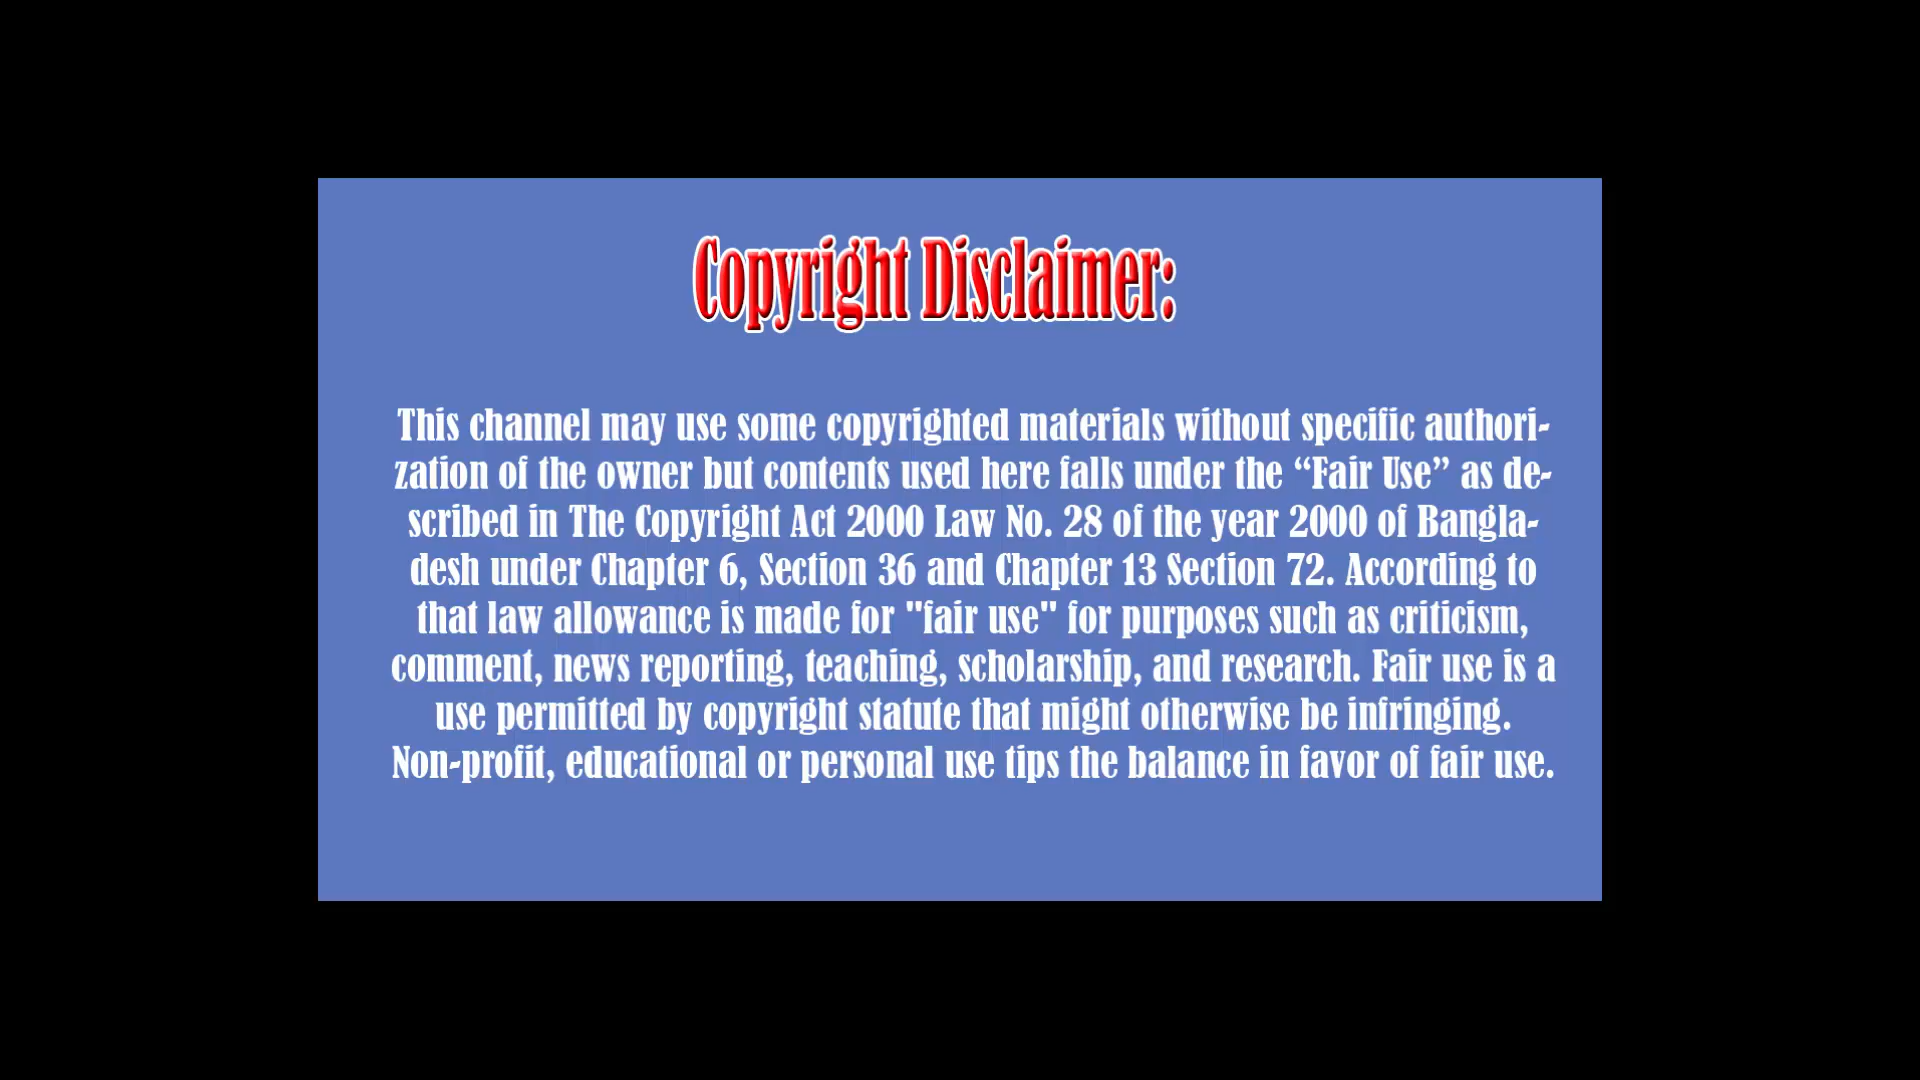 Copyright Disclaimer:
This channel may use some copyrighted materials without specific authori-
zation of the owner but contents used here falls under the “Fair Use” as de-
scribed in The Copyright Act 2000 Law No. 28 of the year 2000 of Bangla-
desh under Chapter 6, Section 36 and Chapter 13 Section 72. According to
that law allowance is made for "fair use" for purposes such as criticism,
comment, news reporting, teaching, scholarship, and research. Fair use is a
use permitted by copyright statute that might otherwise be infringing.
Non-profit, educational or personal use tips the balance in favor of fair use.